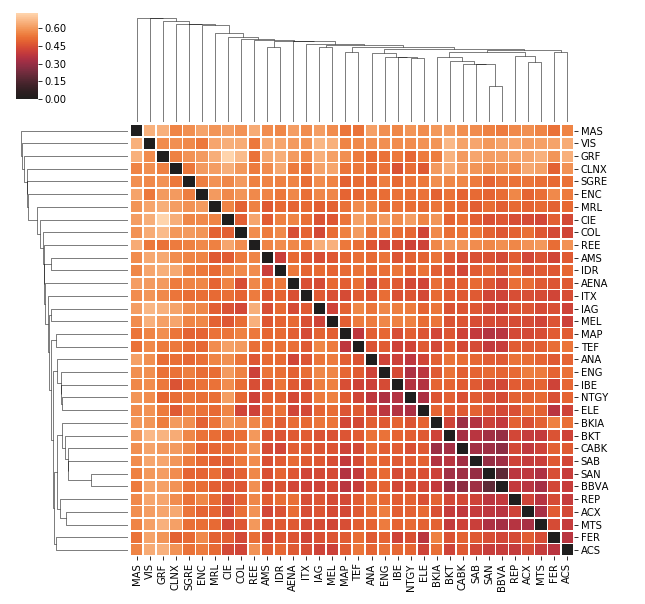 0.60
0.45
0.30
0.15
0.00
MAS
VIS
GRF
CLNX
SGRE
ENC
MRL
CIE
COL
REE
AMS
IDR
AENA
ITX
IAG
MEL
MAP
TEF
ANA
ENG
IBE
NTGY
ELE
BKIA
BKT
CABK
SAB
SAN
BBVA
REP
ACX
MTS
FER
ACS
MAS VIS GRF CLNX SGRE ENC MRL CIE COL REE AMS IDR AENA ITX IAG MEL MAP TEF ANA ENG IBE NTGY ELE BKIA BKT CABK SAB SAN BBVA REP ACX MTS FER ACS